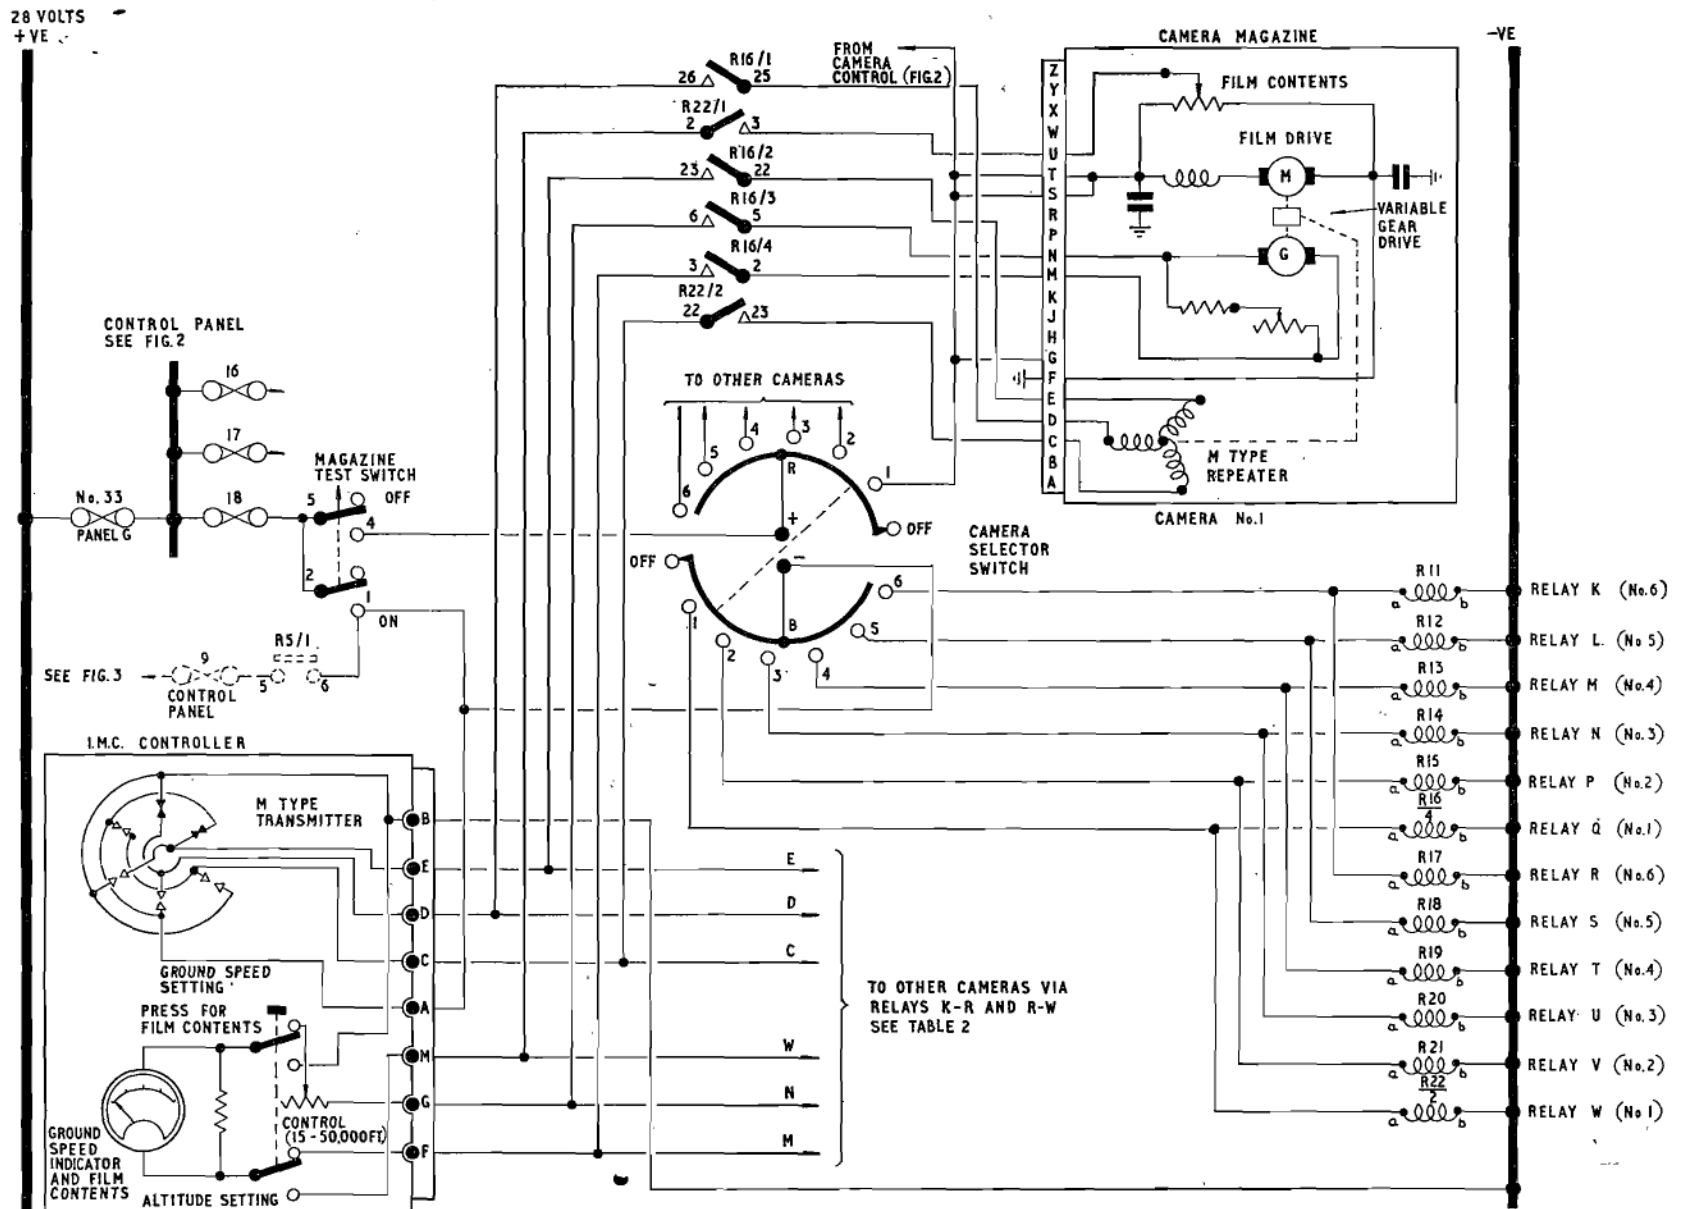 28 VOLTS
+VE
-VE
CAMERA MAGAZINE
FROM
CAMERA
CONTROL (FIG.2)
R16/1
26
25
R22/1
2
3
R16/2
23
22
R16/3
6
5
R16/4
3
2
R22/2
22
23
Z
Y
X
W
U
T
S
R
P
N
M
K
J
H
G
F
E
D
C
B
A
FILM CONTENTS
FILM DRIVE
M
VARIABLE
GEAR
DRIVE
G
M TYPE
REPEATER
CAMERA No.1
CONTROL PANEL
SEE FIG.2
16
17
18
No. 33
PANEL G
MAGAZINE
TEST SWITCH
5
OFF
4
2
1
ON
R5/1
SEE FIG.3
9
5
6
CONTROL
PANEL
TO OTHER CAMERAS
6
5
4
3
2
1
R
+
OFF
-
OFF
B
1
2
3
4
5
6
CAMERA
SELECTOR
SWITCH
R11
a b
RELAY K (No.6)
R12
a b
RELAY L. (No 5)
R13
a b
RELAY M (No.4)
R14
a b
RELAY N (No.3)
R15
a b
RELAY P (No.2)
R16
4
a b
RELAY Q (No.1)
R17
a b
RELAY R (No.6)
R18
a b
RELAY S (No.5)
R19
a b
RELAY T (No.4)
R20
a b
RELAY U (No.3)
R21
a b
RELAY V (No.2)
R22
2
a b
RELAY W (No 1)
I.M.C. CONTROLLER
M TYPE
TRANSMITTER
B
E
D
C
A
M
G
F
GROUND SPEED
SETTING
PRESS FOR
FILM CONTENTS
CONTROL
(15-50,000FT)
GROUND
SPEED
INDICATOR
AND FILM
CONTENTS
ALTITUDE SETTING
E
D
C
W
N
M
TO OTHER CAMERAS VIA
RELAYS K-R AND R-W
SEE TABLE 2